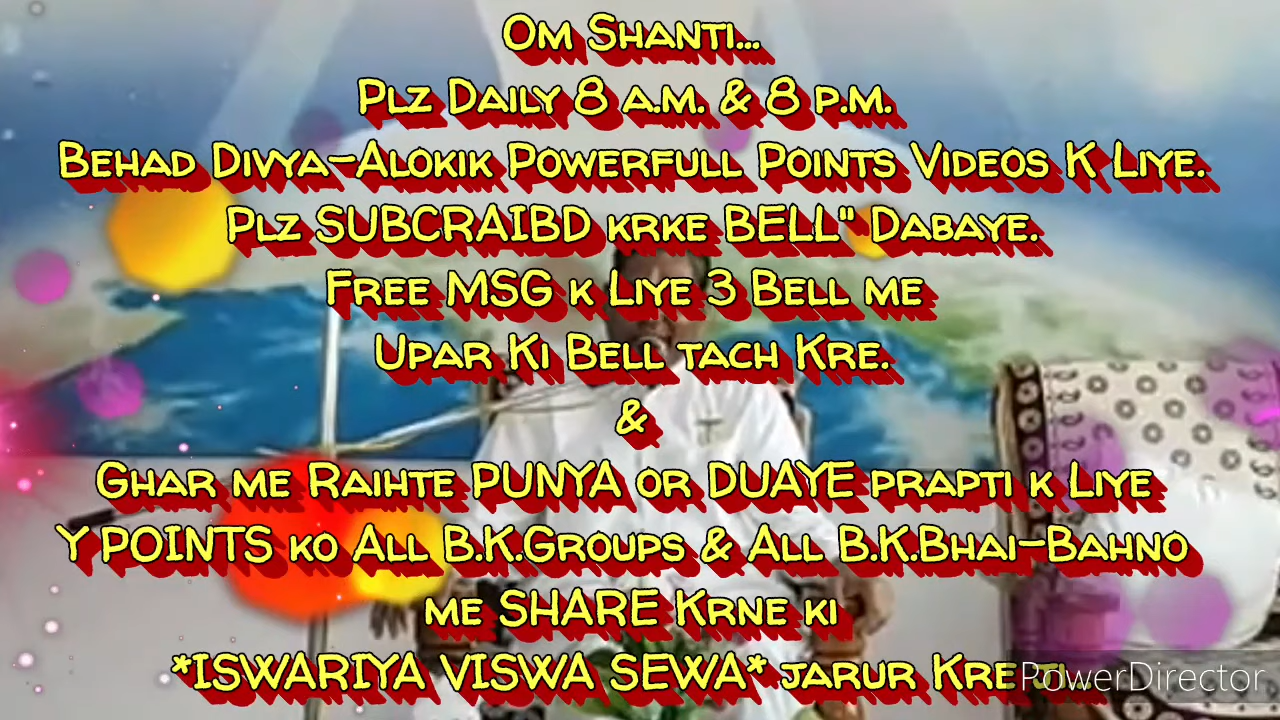 Om Shanti...
Plz Daily 8 a.m. & 8 p.m.
Behad Divya-Alokik Powerfull Points Videos K Liye.
Plz SUBCRAIBD krke BELL" Dabaye.
Free MSG k Liye 3 Bell me
Upar Ki Bell tach Kre.
&
Ghar me Raihte PUNYA or DUAYE prapti k Liye
Y POINTS ko All B.K.Groups & All B.K.Bhai-Bahno
me SHARE Krne ki
*ISWARIYA VISWA SEWA* jarur Kre
PowerDirector